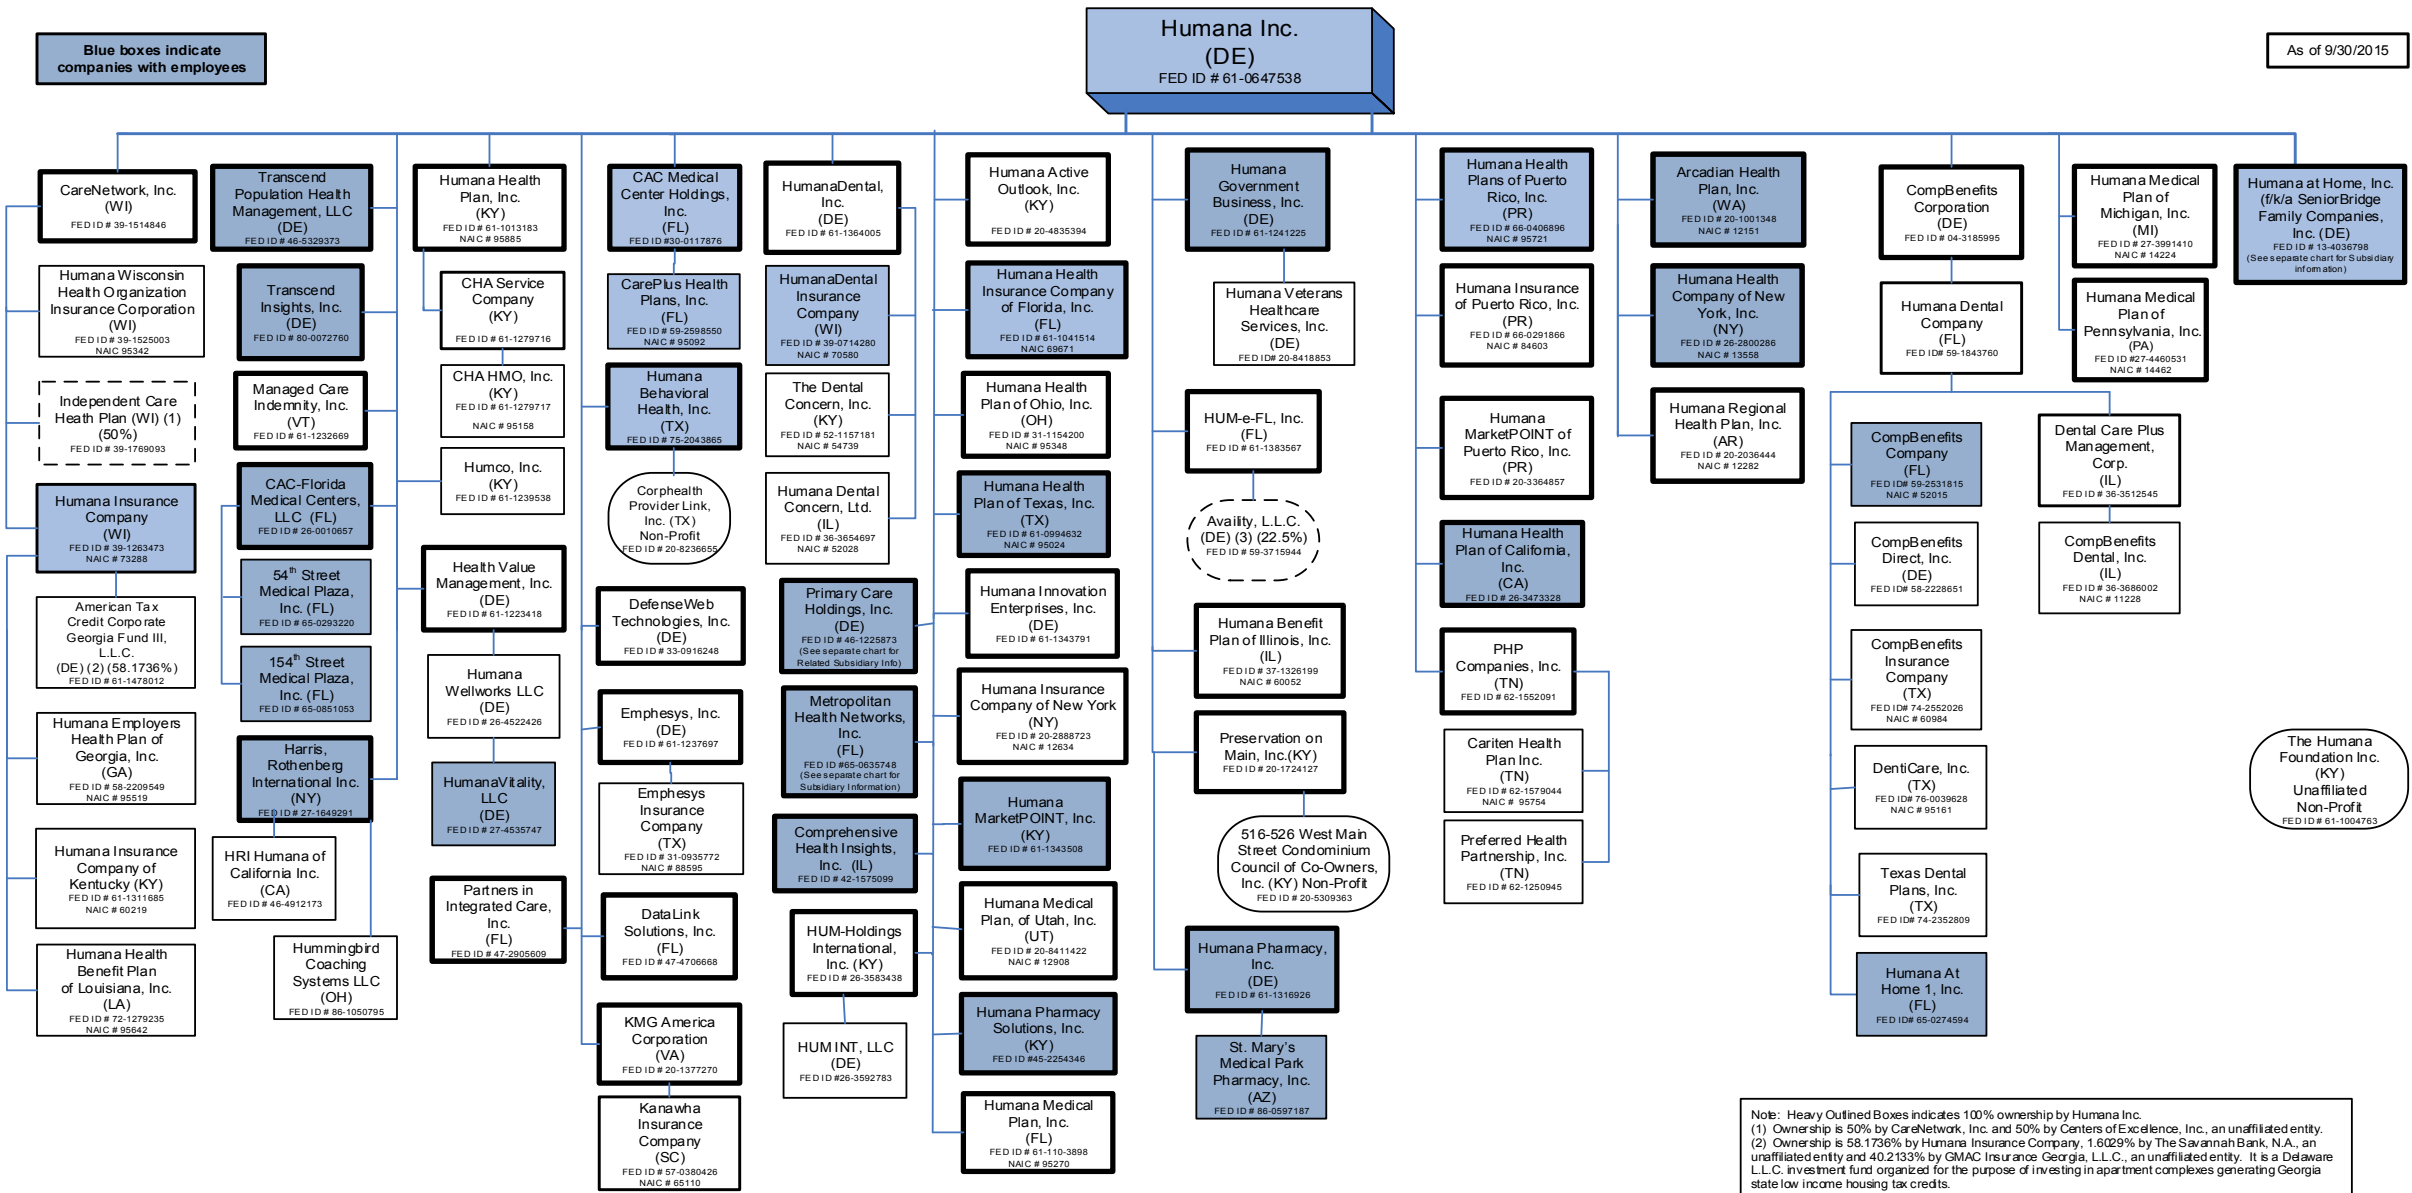 Humana Inc.
(DE)
FED ID # 61-0647538
Blue boxes indicate
companies with employees
As of 9/30/2015
CareNetwork, Inc.
(WI)
FED ID # 39-1514846
Humana Wisconsin
Health Organization
Insurance Corporation
(WI)
FED ID # 39-1525003
NAIC 95342
Independent Care
Heath Plan (WI) (1)
(50%)
FED ID # 39-1769093
Humana Insurance
Company
(WI)
FED ID # 39-1263473
NAIC # 73288
American Tax
Credit Corporate
Georgia Fund III,
L.L.C.
(DE) (2) (58.1736%)
FED ID # 61-1478012
Humana Employers
Health Plan of
Georgia, Inc.
(GA)
FED ID # 58-2209549
NAIC # 95519
Humana Insurance
Company of
Kentucky (KY)
FED ID # 61-1311685
NAIC # 60219
Humana Health
Benefit Plan
of Louisiana, Inc.
(LA)
FED ID # 72-1279235
NAIC # 95642
Transcend
Population Health
Management, LLC
(DE)
FED ID # 46-5329373
Transcend
Insights, Inc.
(DE)
FED ID # 80-0072760
Managed Care
Indemnity, Inc.
(VT)
FED ID # 61-1232669
CAC-Florida
Medical Centers,
LLC (FL)
FED ID # 26-0010657
54th Street
Medical Plaza,
Inc. (FL)
FED ID # 65-0293220
154th Street
Medical Plaza,
Inc. (FL)
FED ID # 65-0851053
Harris,
Rothenberg
International Inc.
(NY)
FED ID # 27-1649291
HRI Humana of
California Inc.
(CA)
FED ID # 46-4912173
Hummingbird
Coaching
Systems LLC
(OH)
FED ID # 86-1050795
Humana Health
Plan, Inc.
(KY)
FED ID # 61-1013183
NAIC # 95885
CHA Service
Company
(KY)
FED ID # 61-1279716
CHA HMO, Inc.
(KY)
FED ID # 61-1279717
NAIC # 95158
Humco, Inc.
(KY)
FED ID # 61-1239538
Health Value
Management, Inc.
(DE)
FED ID # 61-1223418
Humana
Wellworks LLC
(DE)
FED ID # 26-4522426
HumanaVitality,
LLC
(DE)
FED ID # 27-4535747
Partners in
Integrated Care,
Inc.
(FL)
FED ID # 47-2905609
CAC Medical
Center Holdings,
Inc.
(FL)
FED ID #30-0117876
CarePlus Health
Plans, Inc.
(FL)
FED ID # 59-2598550
NAIC # 95092
Humana
Behavioral
Health, Inc.
(TX)
FED ID # 75-2043865
Corphealth
Provider Link,
Inc. (TX)
Non-Profit
FED ID # 20-8236655
DefenseWeb
Technologies, Inc.
(DE)
FED ID # 33-0916248
Emphesys, Inc.
(DE)
FED ID # 61-1237697
Emphesys
Insurance
Company
(TX)
FED ID # 31-0935772
NAIC # 88595
DataLink
Solutions, Inc.
(FL)
FED ID # 47-4706668
KMG America
Corporation
(VA)
FED ID # 20-1377270
Kanawha
Insurance
Company
(SC)
FED ID # 57-0380426
NAIC # 65110
HumanaDental,
Inc.
(DE)
FED ID # 61-1364005
HumanaDental
Insurance
Company
(WI)
FED ID # 39-0714280
NAIC # 70580
The Dental
Concern, Inc.
(KY)
FED ID # 52-1157181
NAIC # 54739
Humana Dental
Concern, Ltd.
(IL)
FED ID # 36-3654697
NAIC # 52028
Primary Care
Holdings, Inc.
(DE)
FED ID # 46-1225873
(See separate chart for
Related Subsidiary Info)
Metropolitan
Health Networks,
Inc.
(FL)
FED ID #65-0635748
(See separate chart for
Subsidiary Information)
Comprehensive
Health Insights,
Inc. (IL)
FED ID # 42-1575099
HUM-Holdings
International,
Inc. (KY)
FED ID # 26-3583438
HUM INT, LLC
(DE)
FED ID #26-3592783
Humana Active
Outlook, Inc.
(KY)
FED ID # 20-4835394
Humana Health
Insurance Company
of Florida, Inc.
(FL)
FED ID # 61-1041514
NAIC 69671
Humana Health
Plan of Ohio, Inc.
(OH)
FED ID # 31-1154200
NAIC # 95348
Humana Health
Plan of Texas, Inc.
(TX)
FED ID # 61-0994632
NAIC # 95024
Humana Innovation
Enterprises, Inc.
(DE)
FED ID # 61-1343791
Humana Insurance
Company of New York
(NY)
FED ID # 20-2888723
NAIC # 12634
Humana
MarketPOINT, Inc.
(KY)
FED ID # 61-1343508
Humana Medical
Plan, of Utah, Inc.
(UT)
FED ID # 20-8411422
NAIC # 12908
Humana Pharmacy
Solutions, Inc.
(KY)
FED ID #45-2254346
Humana Medical
Plan, Inc.
(FL)
FED ID # 61-110-3898
NAIC # 95270
Humana
Government
Business, Inc.
(DE)
FED ID # 61-1241225
Humana Veterans
Healthcare
Services, Inc.
(DE)
FED ID# 20-8418853
HUM-e-FL, Inc.
(FL)
FED ID # 61-1383567
Availity, L.L.C.
(DE) (3) (22.5%)
FED ID # 59-3715944
Humana Benefit
Plan of Illinois, Inc.
(IL)
FED ID # 37-1326199
NAIC # 60052
Preservation on
Main, Inc.(KY)
FED ID # 20-1724127
516-526 West Main
Street Condominium
Council of Co-Owners,
Inc. (KY) Non-Profit
FED ID # 20-5309363
Humana Pharmacy,
Inc.
(DE)
FED ID # 61-1316926
St. Mary's
Medical Park
Pharmacy, Inc.
(AZ)
FED ID # 86-0597187
Humana Health
Plans of Puerto
Rico, Inc.
(PR)
FED ID # 66-0406896
NAIC # 95721
Humana Insurance
of Puerto Rico, Inc.
(PR)
FED ID # 66-0291866
NAIC # 84603
Humana
MarketPOINT of
Puerto Rico, Inc.
(PR)
FED ID # 20-3364857
Humana Health
Plan of California,
Inc.
(CA)
FED ID # 26-3473328
PHP
Companies, Inc.
(TN)
FED ID # 62-1552091
Cariten Health
Plan Inc.
(TN)
FED ID # 62-1579044
NAIC # 95754
Preferred Health
Partnership, Inc.
(TN)
FED ID # 62-1250945
Arcadian Health
Plan, Inc.
(WA)
FED ID # 20-1001348
NAIC # 12151
Humana Health
Company of New
York, Inc.
(NY)
FED ID # 26-2800286
NAIC # 13558
Humana Regional
Health Plan, Inc.
(AR)
FED ID # 20-2036444
NAIC # 12282
CompBenefits
Corporation
(DE)
FED ID # 04-3185995
Humana Dental
Company
(FL)
FED ID# 59-1843760
CompBenefits
Company
(FL)
FED ID# 59-2531815
NAIC # 52015
CompBenefits
Direct, Inc.
(DE)
FED ID# 58-2228651
CompBenefits
Insurance
Company
(TX)
FED ID# 74-2552026
NAIC # 60984
DentiCare, Inc.
(TX)
FED ID# 76-0039628
NAIC # 95161
Texas Dental
Plans, Inc.
(TX)
FED ID# 74-2352809
Humana At
Home 1, Inc.
(FL)
FED ID# 65-0274594
Dental Care Plus
Management,
Corp.
(IL)
FED ID # 36-3512545
CompBenefits
Dental, Inc.
(IL)
FED ID # 36-3686002
NAIC # 11228
Humana Medical
Plan of
Michigan, Inc.
(MI)
FED ID # 27-3991410
NAIC # 14224
Humana Medical
Plan of
Pennsylvania, Inc.
(PA)
FED ID #27-4460531
NAIC # 14462
Humana at Home, Inc.
(f/k/a SeniorBridge
Family Companies,
Inc. (DE)
FED ID # 13-4036798
(See separate chart for Subsidiary
information)
The Humana
Foundation Inc.
(KY)
Unaffiliated
Non-Profit
FED ID # 61-1004763
Note: Heavy Outlined Boxes indicates 100% ownership by Humana Inc.
(1) Ownership is 50% by CareNetwork, Inc. and 50% by Centers of Excellence, Inc., an unaffiliated entity.
(2) Ownership is 58.1736% by Humana Insurance Company, 1.6029% by The Savannah Bank, N.A., an
unaffiliated entity and 40.2133% by GMAC Insurance Georgia, L.L.C., an unaffiliated entity. It is a Delaware
L.L.C. investment fund organized for the purpose of investing in apartment complexes generating Georgia
state low income housing tax credits.